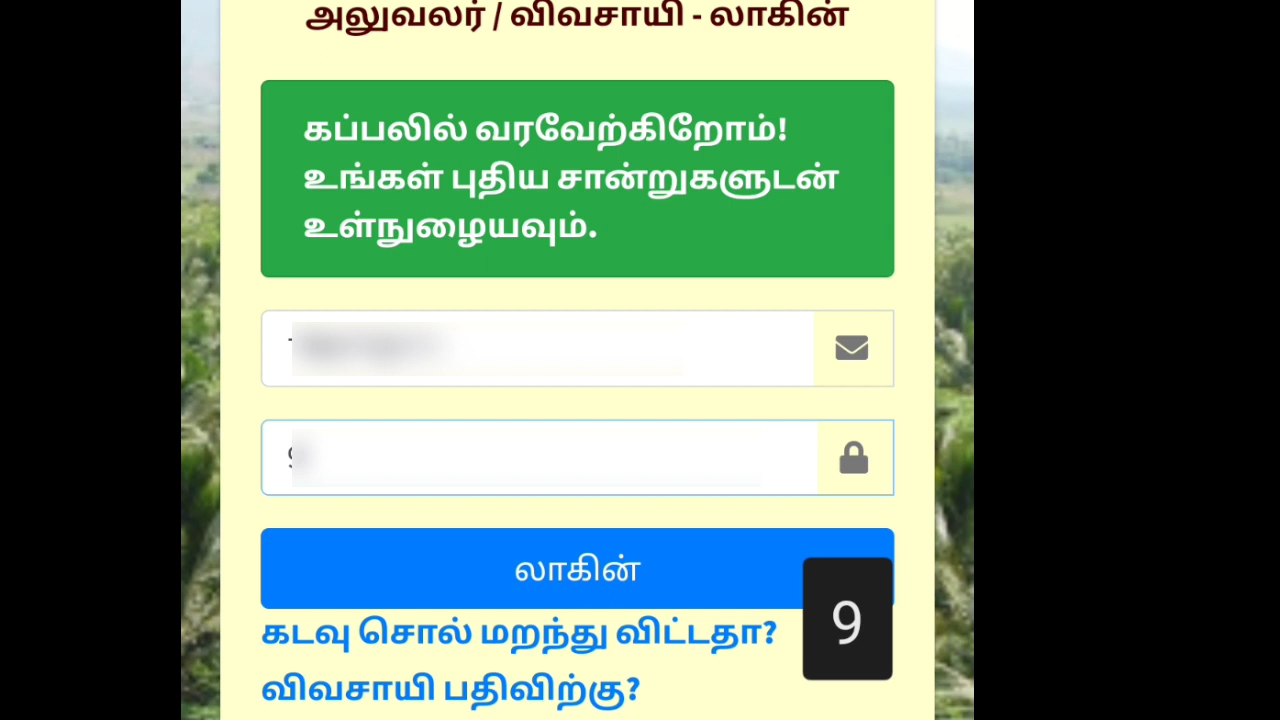 அலுவலர் / விவசாயி - லாகின்
கப்பலில் வரவேற்கிறோம்!
உங்கள் புதிய சான்றுகளுடன்
உள்நுழையவும்.
லாகின்
9
கடவு சொல் மறந்து விட்டதா?
விவசாயி பதிவிற்கு?